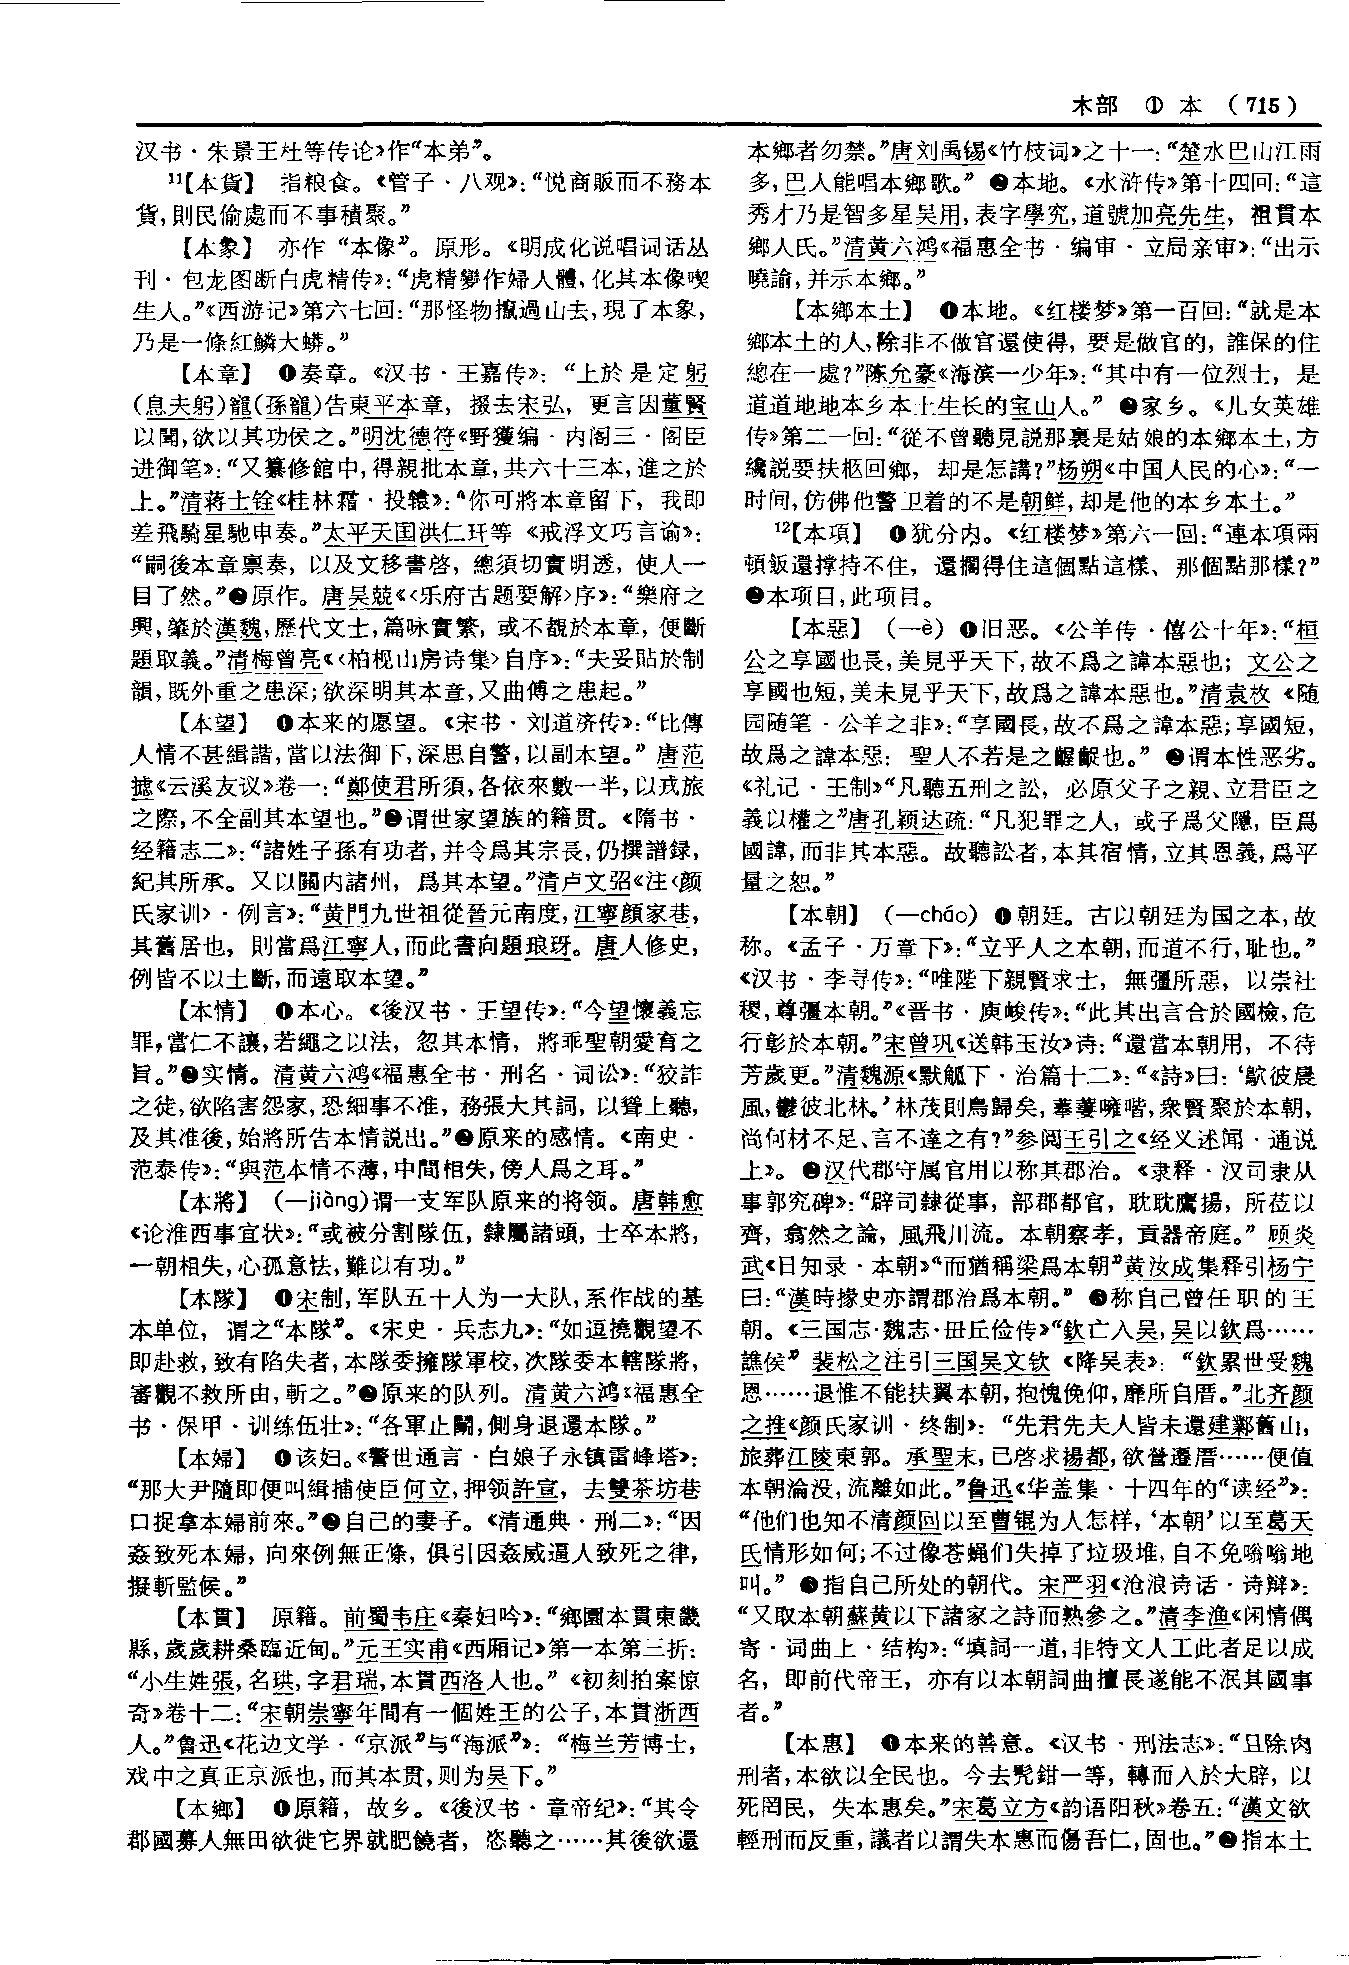 木部 ① 本 （715）
汉书·朱景王杜等传论》作“本弟”。
¹¹【本貨】 指粮食。《管子·八观》：“悦商販而不務本
貨，則民偷處而不事積聚。”
【本象】 亦作“本像”。原形。《明成化说唱词话丛
刊·包龙图断白虎精传》：“虎精變作婦人體，化其本像喫
生人。”《西游记》第六七回：“那怪物攛過山去，現了本象，
乃是一條紅鱗大蟒。”
【本章】 ❶奏章。《汉书·王嘉传》：“上於是定躬
(息夫躬)寵(孫寵)告東平本章，掇去宋弘，更言因董賢
以聞，欲以其功侯之。”明沈德符《野獲编·内阁三·阁臣
进御笔》：“又纂修館中，得親批本章，共六十三本，進之於
上。”清蒋士铨《桂林霜·投辕》：“你可將本章留下，我即
差飛騎星馳申奏。”太平天国洪仁玕等《戒浮文巧言谕》：
“嗣後本章禀奏，以及文移書啓，總須切實明透，使人一
目了然。”❷原作。唐吴兢《〈乐府古题要解〉序》：“樂府之
興，肇於漢魏，歷代文士，篇咏實繁，或不覩於本章，便斷
題取義。”清梅曾亮《〈柏枧山房诗集〉自序》：“夫妥貼於制
韻，既外重之患深；欲深明其本章，又曲傅之患起。”
【本望】 ❶本来的愿望。《宋书·刘道济传》：“比傳
人情不甚緝諧，當以法御下，深思自警，以副本望。”唐范
摅《云溪友议》卷一：“鄭使君所須，各依來數一半，以戎旅
之際，不全副其本望也。”❷谓世家望族的籍贯。《隋书·
经籍志二》：“諸姓子孫有功者，并令爲其宗長，仍撰譜録，
紀其所承。又以關内諸州，爲其本望。”清卢文弨《注〈颜
氏家训〉·例言》：“黄門九世祖從晉元南度，江寧顔家巷，
其舊居也，則當爲江寧人，而此書向題琅玡。唐人修史，
例皆不以土斷，而遠取本望。”
【本情】 ❶本心。《後汉书·王望传》：“今望懷義忘
罪，當仁不讓，若繩之以法，忽其本情，將乖聖朝愛育之
旨。”❷实情。清黄六鸿《福惠全书·刑名·词讼》：“狡詐
之徒，欲陷害怨家，恐細事不准，務張大其詞，以聳上聽，
及其准後，始將所告本情説出。”❸原来的感情。《南史·
范泰传》：“與范本情不薄，中間相失，傍人爲之耳。”
【本將】 (—jiàng)谓一支军队原来的将领。唐韩愈
《论淮西事宜状》：“或被分割隊伍，隸屬諸頭，士卒本將，
一朝相失，心孤意怯，難以有功。”
【本隊】 ❶宋制，军队五十人为一大队，系作战的基
本单位，谓之“本隊”。《宋史·兵志九》：“如逗撓觀望不
即赴救，致有陷失者，本隊委擁隊軍校，次隊委本轄隊將，
審觀不救所由，斬之。”❷原来的队列。清黄六鸿《福惠全
书·保甲·训练伍壮》：“各軍止鬭，側身退還本隊。”
【本婦】 ❶该妇。《警世通言·白娘子永镇雷峰塔》：
“那大尹隨即便叫緝捕使臣何立，押领許宣，去雙茶坊巷
口捉拿本婦前來。”❷自己的妻子。《清通典·刑二》：“因
姦致死本婦，向來例無正條，俱引因姦威逼人致死之律，
擬斬監候。”
【本貫】 原籍。前蜀韦庄《秦妇吟》：“鄉園本貫東畿
縣，歲歲耕桑臨近甸。”元王实甫《西厢记》第一本第三折：
“小生姓張，名珙，字君瑞，本貫西洛人也。”《初刻拍案惊
奇》卷十二：“宋朝崇寧年間有一個姓王的公子，本貫浙西
人。”鲁迅《花边文学·“京派”与“海派”》：“梅兰芳博士，
戏中之真正京派也，而其本贯，则为吴下。”
【本鄉】 ❶原籍，故乡。《後汉书·章帝纪》：“其令
郡國募人無田欲徙它界就肥饒者，恣聽之……其後欲還
本鄉者勿禁。”唐刘禹锡《竹枝词》之十一：“楚水巴山江雨
多，巴人能唱本鄉歌。”❷本地。《水浒传》第十四回：“這
秀才乃是智多星吴用，表字學究，道號加亮先生，祖貫本
鄉人氏。”清黄六鸿《福惠全书·编审·立局亲审》：“出示
曉諭，并示本鄉。”
【本鄉本土】 ❶本地。《红楼梦》第一百回：“就是本
鄉本土的人，除非不做官還使得，要是做官的，誰保的住
總在一處？”陈允豪《海滨一少年》：“其中有一位烈士，是
道道地地本乡本土生长的宝山人。”❷家乡。《儿女英雄
传》第二一回：“從不曾聽見説那裏是姑娘的本鄉本土，方
纔説要扶柩回鄉，却是怎講？”杨朔《中国人民的心》：“一
时间，仿佛他警卫着的不是朝鲜，却是他的本乡本土。”
¹²【本項】 ❶犹分内。《红楼梦》第六一回：“連本項兩
頓飯還撑持不住，還擱得住這個點這樣、那個點那樣？”
❷本项目，此项目。
【本惡】 (—è) ❶旧恶。《公羊传·僖公十年》：“桓
公之享國也長，美見乎天下，故不爲之諱本惡也；文公之
享國也短，美未見乎天下，故爲之諱本惡也。”清袁枚《随
园随笔·公羊之非》：“享國長，故不爲之諱本惡；享國短，
故爲之諱本惡：聖人不若是之齷齪也。”❷谓本性恶劣。
《礼记·王制》“凡聽五刑之訟，必原父子之親、立君臣之
義以權之”唐孔颖达疏：“凡犯罪之人，或子爲父隱，臣爲
國諱，而非其本惡。故聽訟者，本其宿情，立其恩義，爲平
量之恕。”
【本朝】 (—cháo) ❶朝廷。古以朝廷为国之本，故
称。《孟子·万章下》：“立乎人之本朝，而道不行，耻也。”
《汉书·李寻传》：“唯陛下親賢求士，無彊所惡，以崇社
稷，尊彊本朝。”《晋书·庾峻传》：“此其出言合於國檢，危
行彰於本朝。”宋曾巩《送韩玉汝》诗：“還當本朝用，不待
芳歲更。”清魏源《默觚下·治篇十二》：“《詩》曰：‘鴥彼晨
風，鬱彼北林。’林茂則鳥歸矣，菶萋噰喈，衆賢聚於本朝，
尚何材不足、言不達之有？”参阅王引之《经义述闻·通说
上》。❷汉代郡守属官用以称其郡治。《隶释·汉司隶从
事郭究碑》：“辟司隸從事，部郡都官，耽耽鷹揚，所莅以
齊，翕然之論，風飛川流。本朝察孝，貢器帝庭。”顾炎
武《日知录·本朝》“而猶稱梁爲本朝”黄汝成集释引杨宁
曰：“漢時掾史亦謂郡治爲本朝。”❸称自己曾任职的王
朝。《三国志·魏志·毌丘俭传》“欽亡入吴，吴以欽爲……
譙侯”裴松之注引三国吴文钦《降吴表》：“欽累世受魏
恩……退惟不能扶翼本朝，抱愧俛仰，靡所自厝。”北齐颜
之推《颜氏家训·终制》：“先君先夫人皆未還建鄴舊山，
旅葬江陵東郭。承聖末，已啓求揚都，欲營遷厝……便值
本朝淪没，流離如此。”鲁迅《华盖集·十四年的“读经”》：
“他们也知不清颜回以至曹锟为人怎样，‘本朝’以至葛天
氏情形如何；不过像苍蝇们失掉了垃圾堆，自不免嗡嗡地
叫。”❹指自己所处的朝代。宋严羽《沧浪诗话·诗辩》：
“又取本朝蘇黄以下諸家之詩而熟參之。”清李渔《闲情偶
寄·词曲上·结构》：“填詞一道，非特文人工此者足以成
名，即前代帝王，亦有以本朝詞曲擅長遂能不泯其國事
者。”
【本惠】 ❶本来的善意。《汉书·刑法志》：“且除肉
刑者，本欲以全民也。今去髡鉗一等，轉而入於大辟，以
死罔民，失本惠矣。”宋葛立方《韵语阳秋》卷五：“漢文欲
輕刑而反重，議者以謂失本惠而傷吾仁，固也。”❷指本土